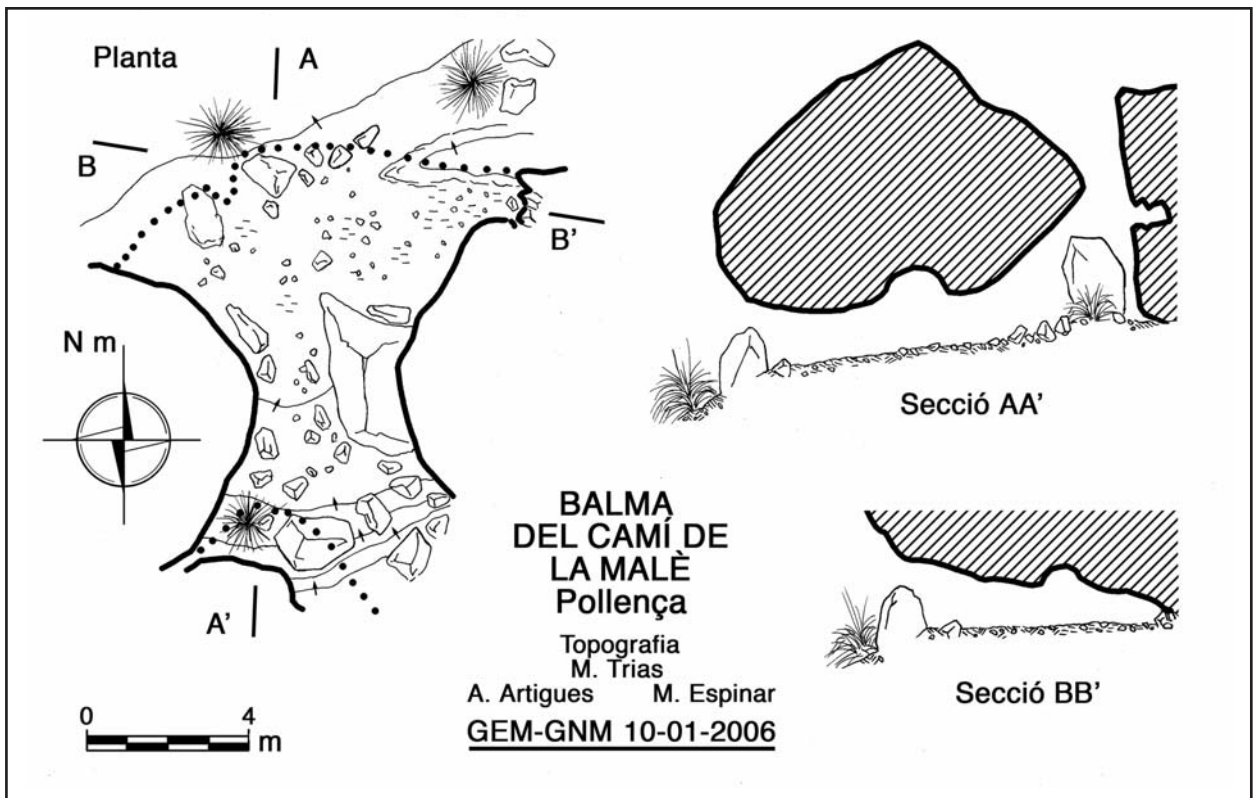 Planta
A
B
B'
N m
A'
0 4
m
BALMA
DEL CAMÍ DE
LA MALÈ
Pollença
Topografia
M. Trias
A. Artigues M. Espinar
GEM-GNM 10-01-2006
Secció AA'
Secció BB'